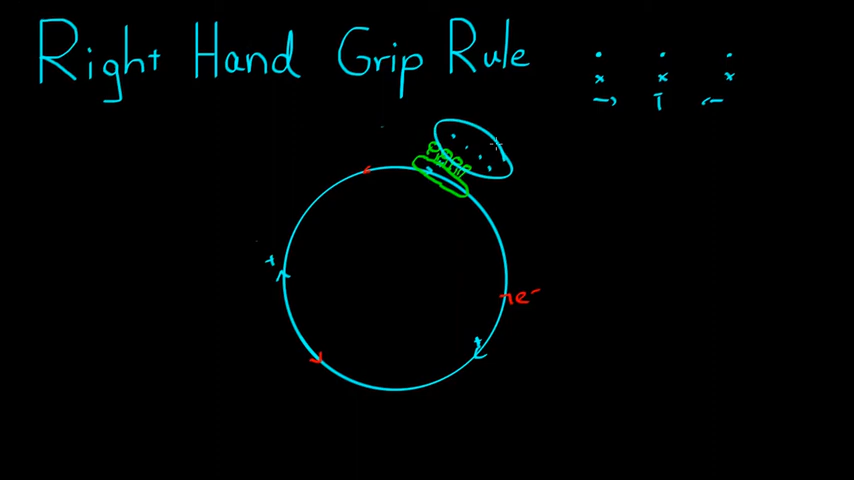 Right Hand Grip Rule
. . .
x x x
→ T ←
+
e-
+